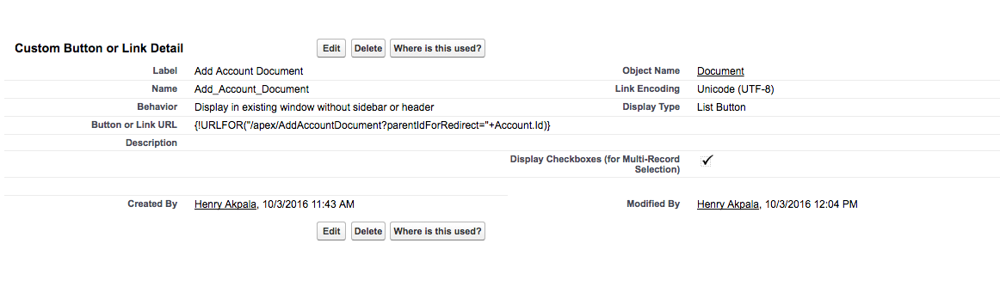 Custom Button or Link Detail
Edit Delete Where is this used?
Label Add Account Document Object Name Document
Name Add_Account_Document Link Encoding Unicode (UTF-8)
Behavior Display in existing window without sidebar or header Display Type List Button
Button or Link URL {!URLFOR("/apex/AddAccountDocument?parentIdForRedirect="+Account.Id)}
Description
Display Checkboxes (for Multi-Record
Selection)
Created By Henry Akpala, 10/3/2016 11:43 AM Modified By Henry Akpala, 10/3/2016 12:04 PM
Edit Delete Where is this used?